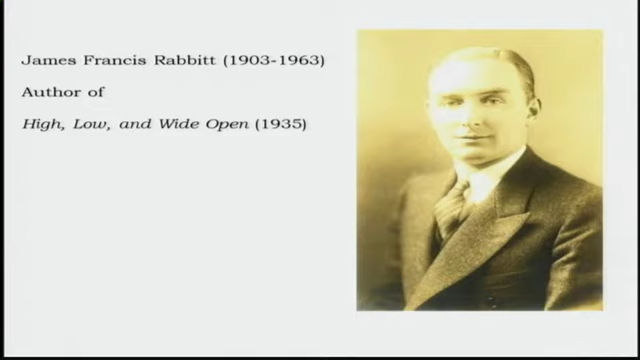 James Francis Rabbitt (1903-1963)
Author of
High, Low, and Wide Open (1935)